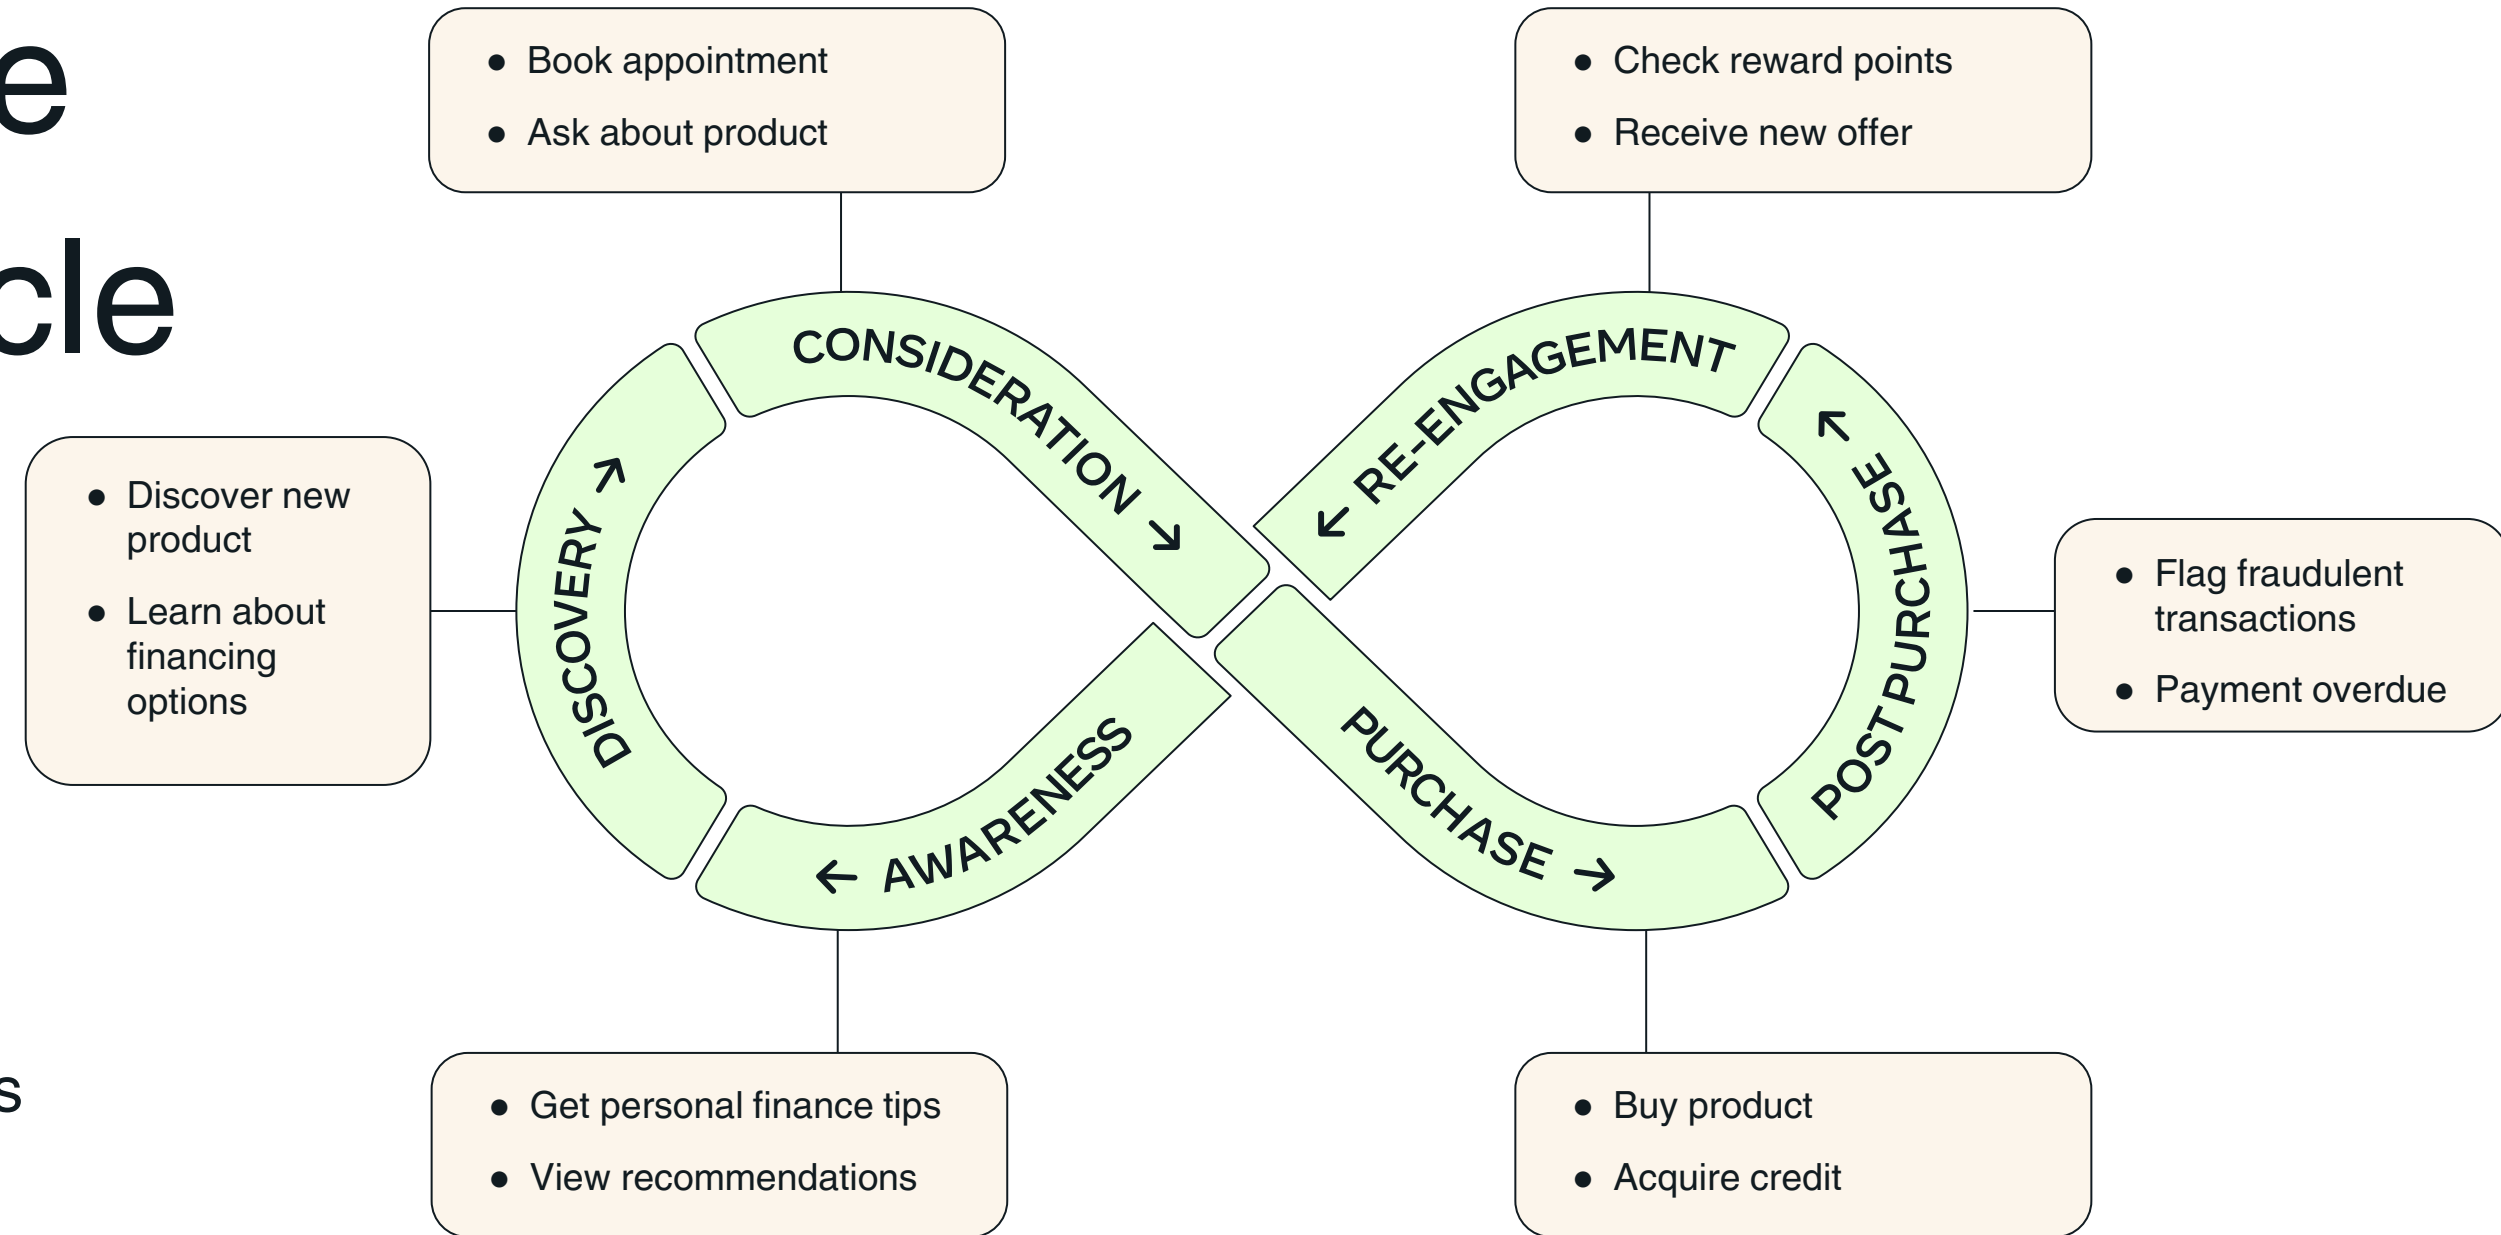 e
cle
s
● Book appointment
● Ask about product
● Check reward points
● Receive new offer
CONSIDERATION →
← RE-ENGAGEMENT
● Discover new
product
● Learn about
financing
options
DISCOVERY →
POST PURCHASE →
● Flag fraudulent
transactions
● Payment overdue
← AWARENESS
PURCHASE →
● Get personal finance tips
● View recommendations
● Buy product
● Acquire credit